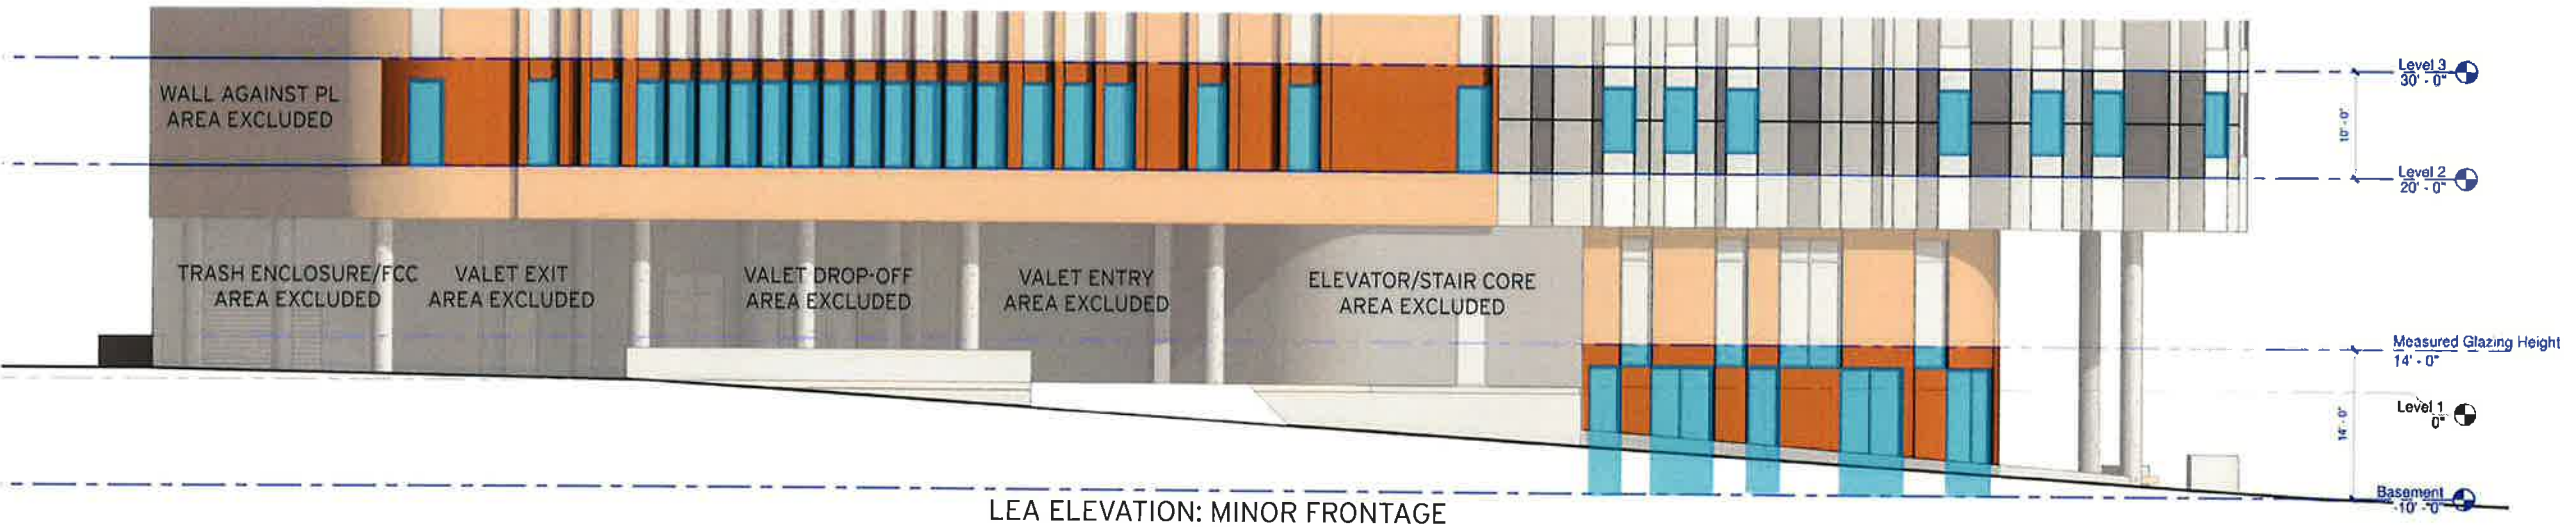 WALL AGAINST PL
AREA EXCLUDED
TRASH ENCLOSURE/FCC
AREA EXCLUDED
VALET EXIT
AREA EXCLUDED
VALET DROP-OFF
AREA EXCLUDED
VALET ENTRY
AREA EXCLUDED
ELEVATOR/STAIR CORE
AREA EXCLUDED
Level 3
30' - 0"
10' - 0"
Level 2
20' - 0"
Measured Glazing Height
14' - 0"
Level 1
0"
14' - 0"
Basement
-10' - 0"
LEA ELEVATION: MINOR FRONTAGE